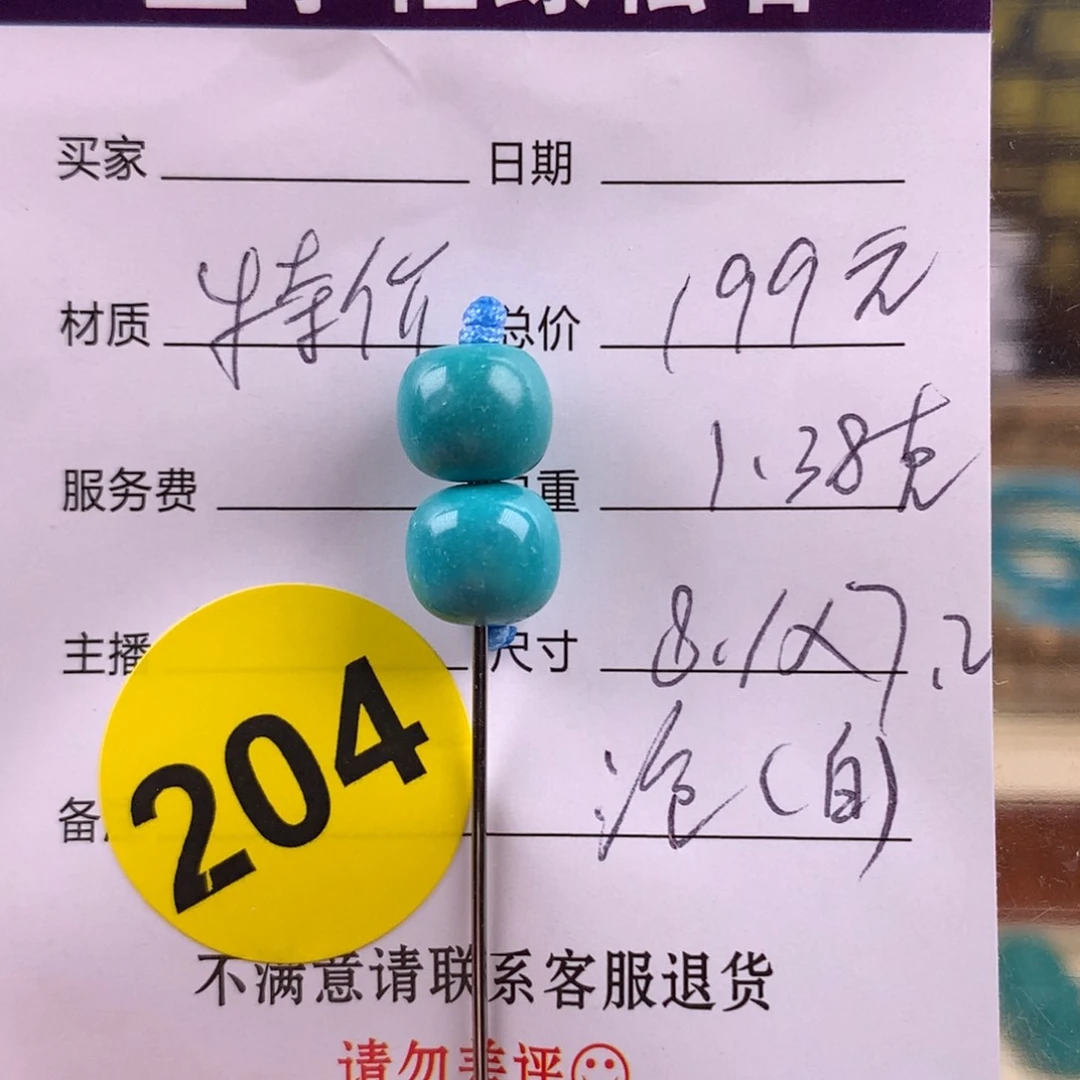 买家 日期
材质 特价 总价 199元
服务费 重 1.38克
主播 尺寸 8.1X7.2
备 沧(自)
204
不满意请联系客服退货
请勿差评